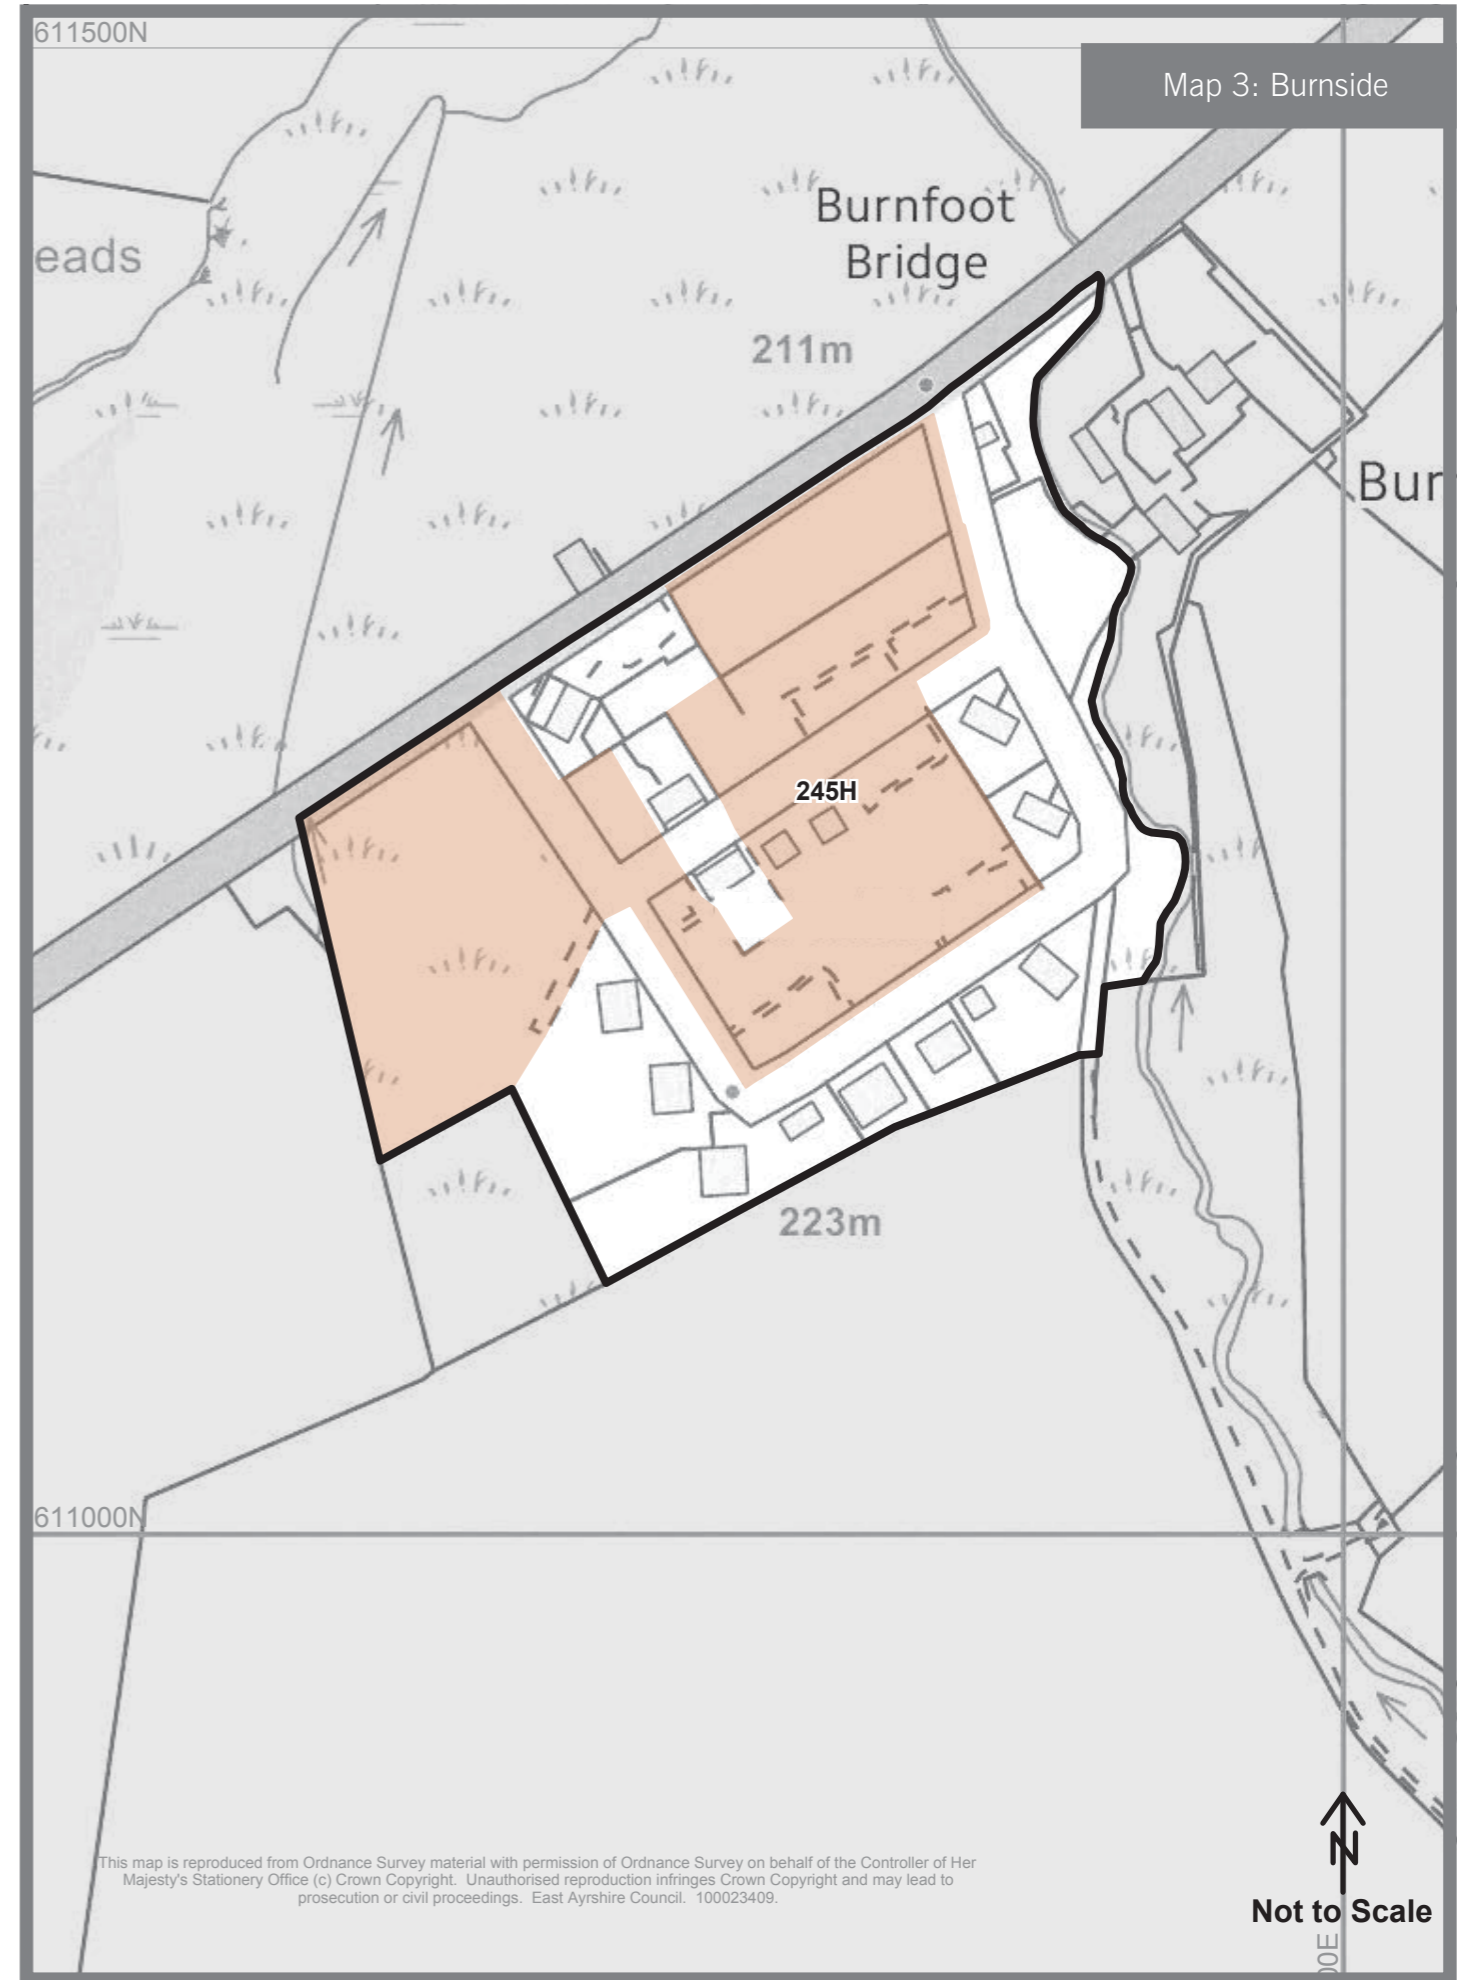 611500N
Map 3: Burnside
Burnfoot
Bridge
eads
211m
Bur
245H
223m
611000N
This map is reproduced from Ordnance Survey material with permission of Ordnance Survey on behalf of the Controller of Her
Majesty's Stationery Office (c) Crown Copyright. Unauthorised reproduction infringes Crown Copyright and may lead to
prosecution or civil proceedings. East Ayrshire Council. 100023409.
N
Not to Scale
00E